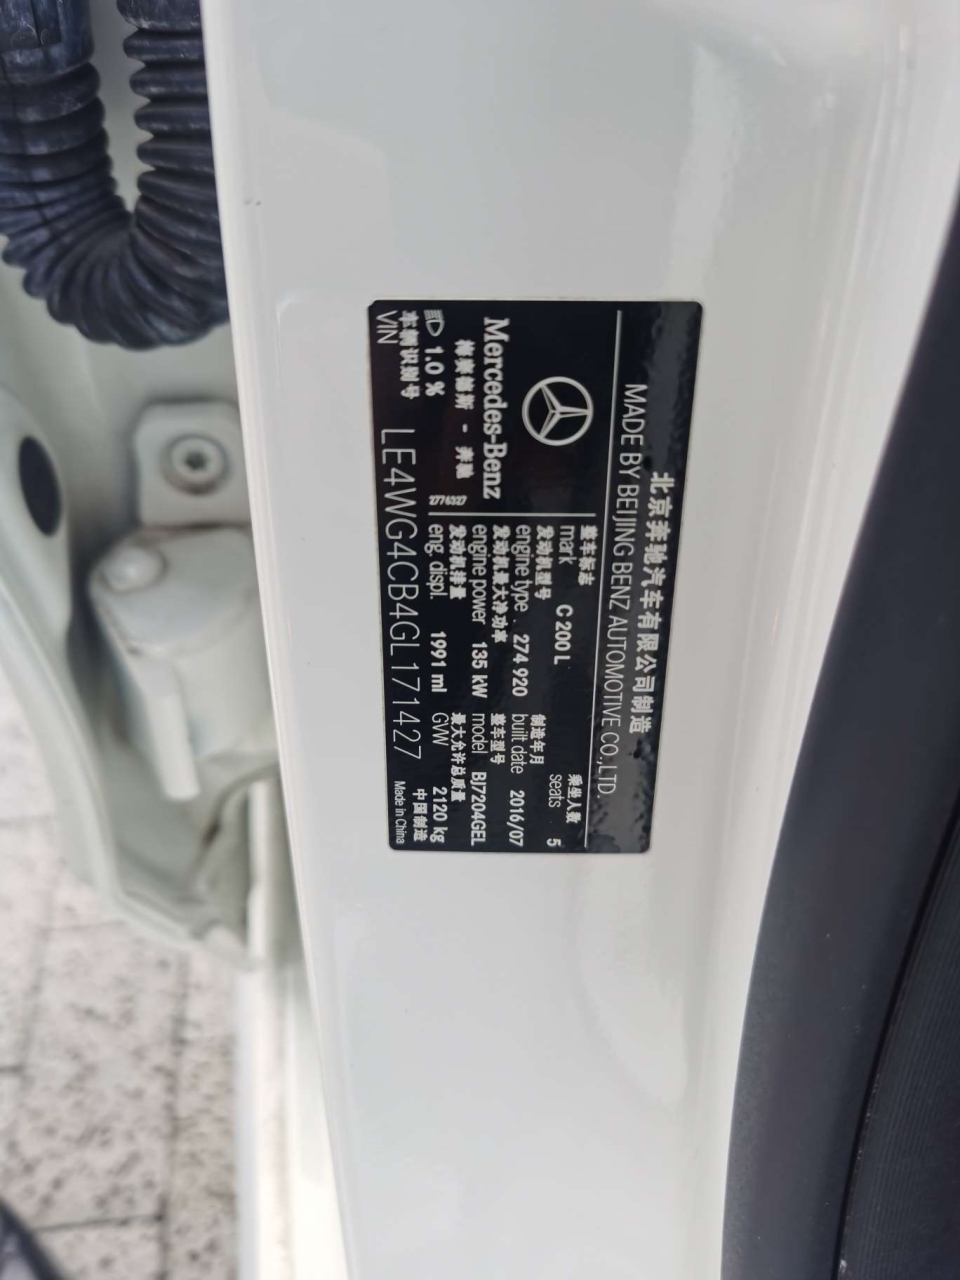 北京奔驰汽车有限公司制造
MADE BY BEIJING BENZ AUTOMOTIVE CO.,LTD.
Mercedes-Benz
梅赛德斯 - 奔驰
2774327
整车标志 乘坐人数
mark C 200 L seats 5
发动机型号 制造年月
engine type 274 920 built date 2016/07
发动机最大净功率 整车型号
engine power 135 kW model BJ7204GEL
发动机排量 最大允许总质量
eng. displ. 1991 ml GVW 2120 kg
1.0 %
车辆识别号
VIN LE4WG4CB4GL171427
中国制造
Made in China